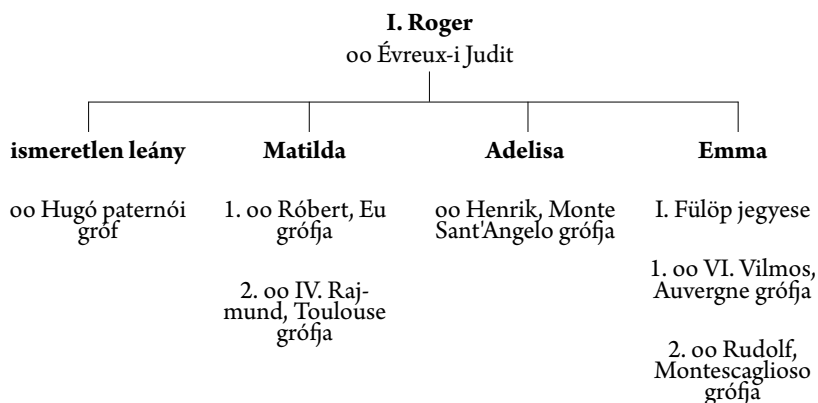 I. Roger
oo Évreux-i Judit
ismeretlen leány
oo Hugó paternói
gróf
Matilda
1. oo Róbert, Eu
grófja
2. oo IV. Raj-
mund, Toulouse
grófja
Adelisa
oo Henrik, Monte
Sant'Angelo grófja
Emma
I. Fülöp jegyese
1. oo VI. Vilmos,
Auvergne grófja
2. oo Rudolf,
Montescaglioso
grófja